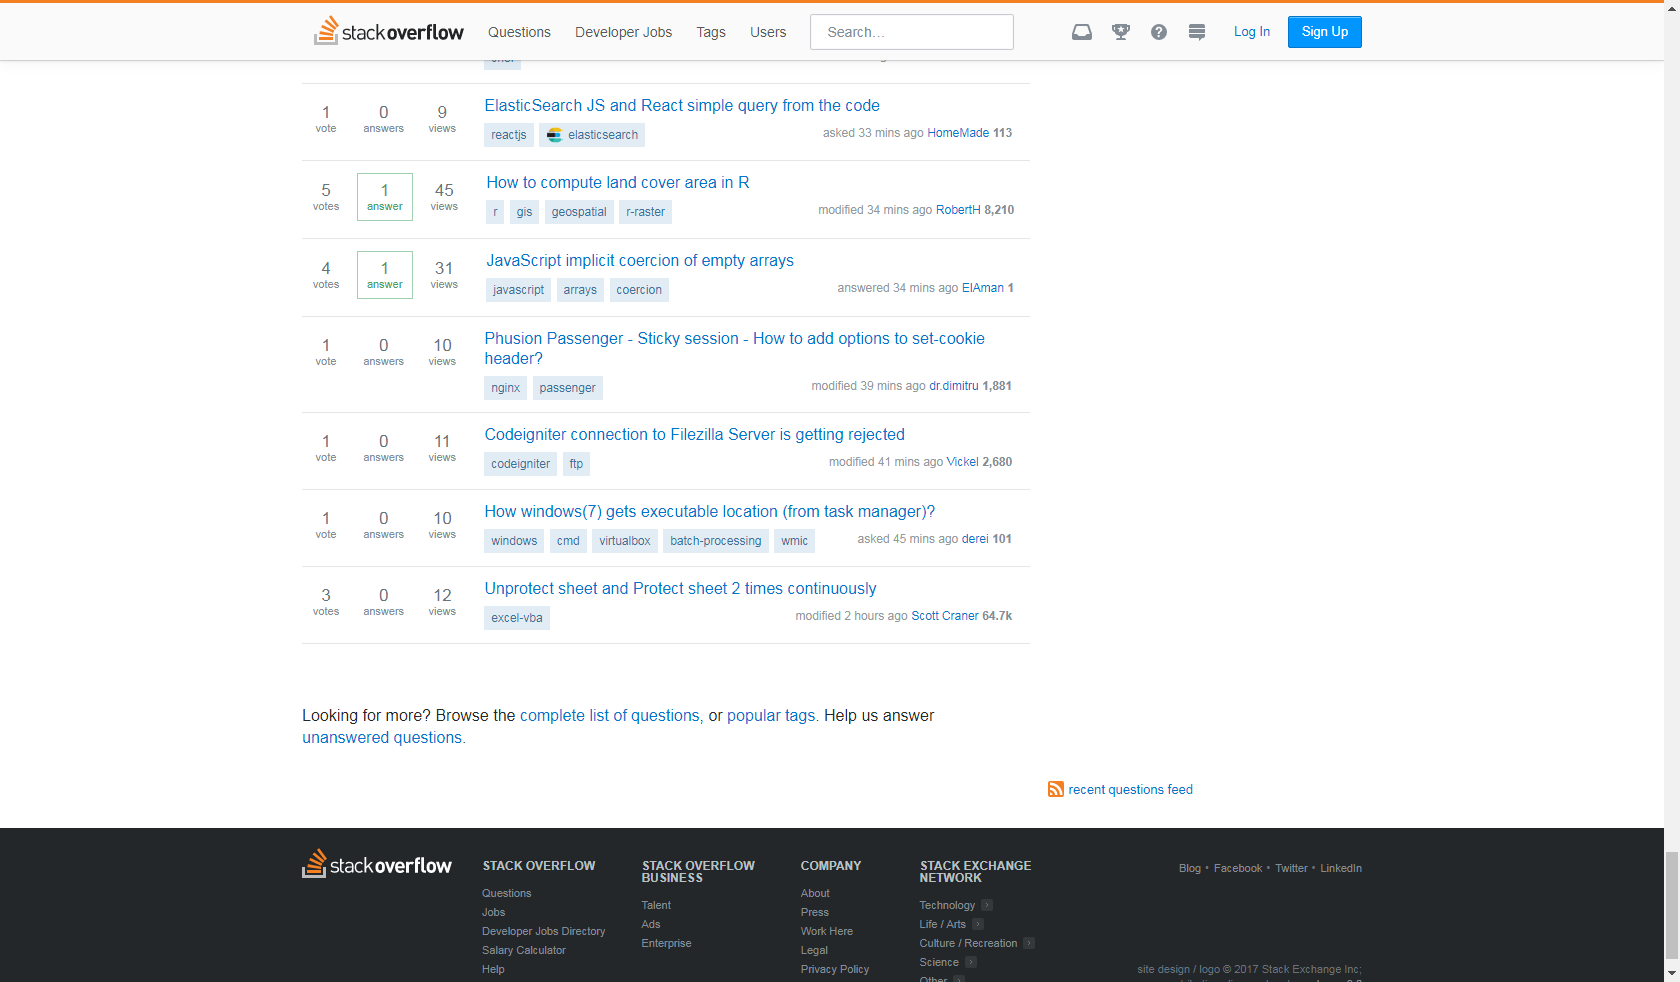 stackoverflow Questions Developer Jobs Tags Users Search... Log In Sign Up
1 0 9 ElasticSearch JS and React simple query from the code
vote answers views reactjs elasticsearch asked 33 mins ago HomeMade 113
5 1 45 How to compute land cover area in R
votes answer views r gis geospatial r-raster modified 34 mins ago RobertH 8,210
4 1 31 JavaScript implicit coercion of empty arrays
votes answer views javascript arrays coercion answered 34 mins ago ElAman 1
1 0 10 Phusion Passenger - Sticky session - How to add options to set-cookie
vote answers views header?
nginx passenger modified 39 mins ago dr.dimitru 1,881
1 0 11 Codeigniter connection to Filezilla Server is getting rejected
vote answers views codeigniter ftp modified 41 mins ago Vickel 2,680
1 0 10 How windows(7) gets executable location (from task manager)?
vote answers views windows cmd virtualbox batch-processing wmic asked 45 mins ago derei 101
3 0 12 Unprotect sheet and Protect sheet 2 times continuously
votes answers views excel-vba modified 2 hours ago Scott Craner 64.7k
Looking for more? Browse the complete list of questions, or popular tags. Help us answer
unanswered questions.
recent questions feed
stackoverflow
STACK OVERFLOW
Questions
Jobs
Developer Jobs Directory
Salary Calculator
Help
STACK OVERFLOW
BUSINESS
Talent
Ads
Enterprise
COMPANY
About
Press
Work Here
Legal
Privacy Policy
STACK EXCHANGE
NETWORK
Technology
Life / Arts
Culture / Recreation
Science
Other
Blog • Facebook • Twitter • LinkedIn
site design / logo © 2017 Stack Exchange Inc;